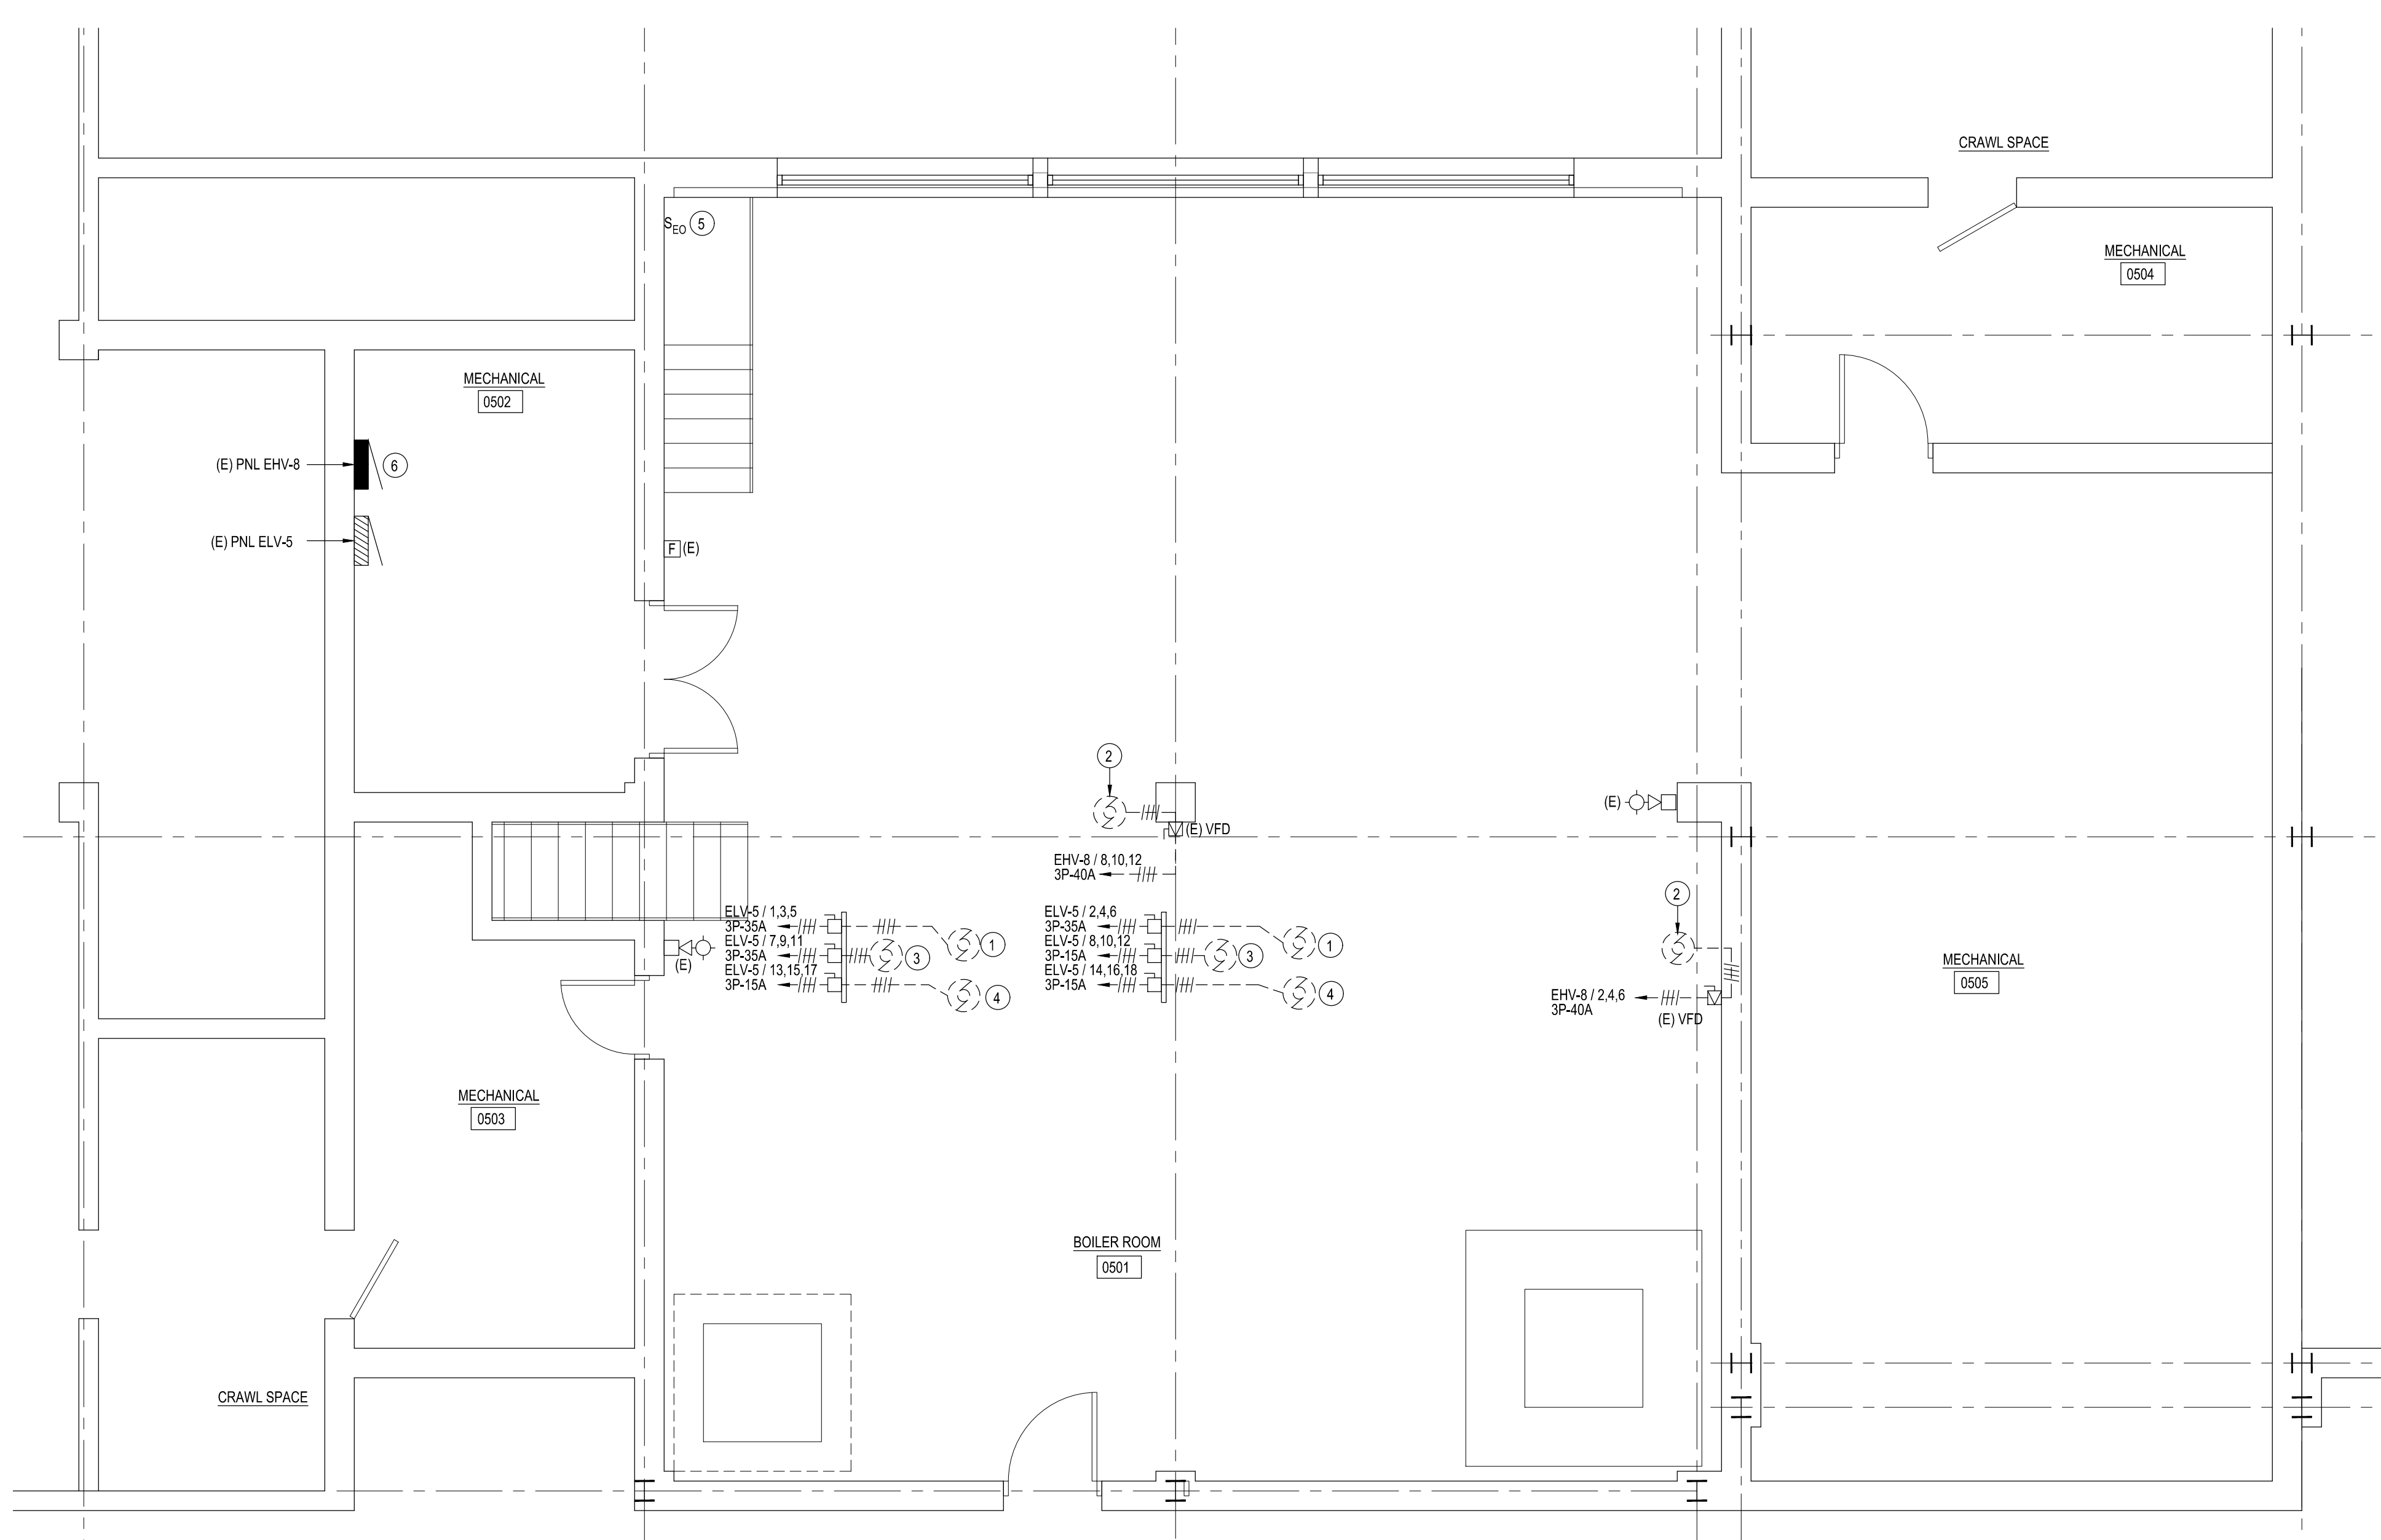 CRAWL SPACE
S EO 5
MECHANICAL
0504
MECHANICAL
0502
(E) PNL EHV-8
6
(E) PNL ELV-5
F (E)
2
(E)
(E) VFD
EHV-8 / 8,10,12
3P-40A
2
ELV-5 / 1,3,5
3P-35A
ELV-5 / 7,9,11
3P-35A
ELV-5 / 13,15,17
3P-15A
1
3
4
(E)
ELV-5 / 2,4,6
3P-35A
ELV-5 / 8,10,12
3P-15A
ELV-5 / 14,16,18
3P-15A
1
3
4
EHV-8 / 2,4,6
3P-40A
(E) VFD
MECHANICAL
0505
MECHANICAL
0503
BOILER ROOM
0501
CRAWL SPACE